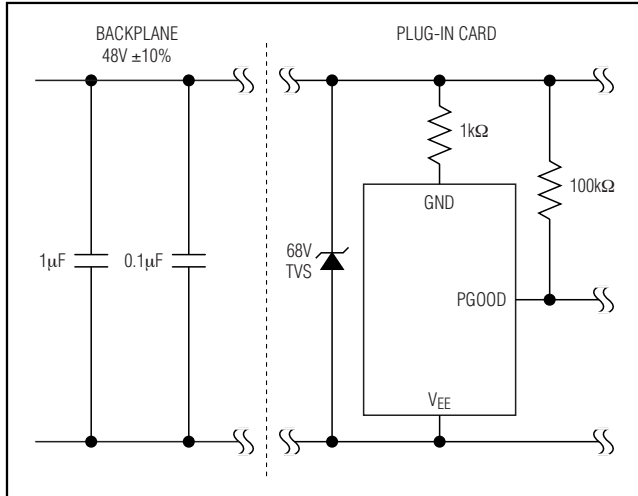 BACKPLANE
48V ±10%
PLUG-IN CARD
1kΩ
100kΩ
GND
1μF
0.1μF
68V
TVS
PGOOD
VEE